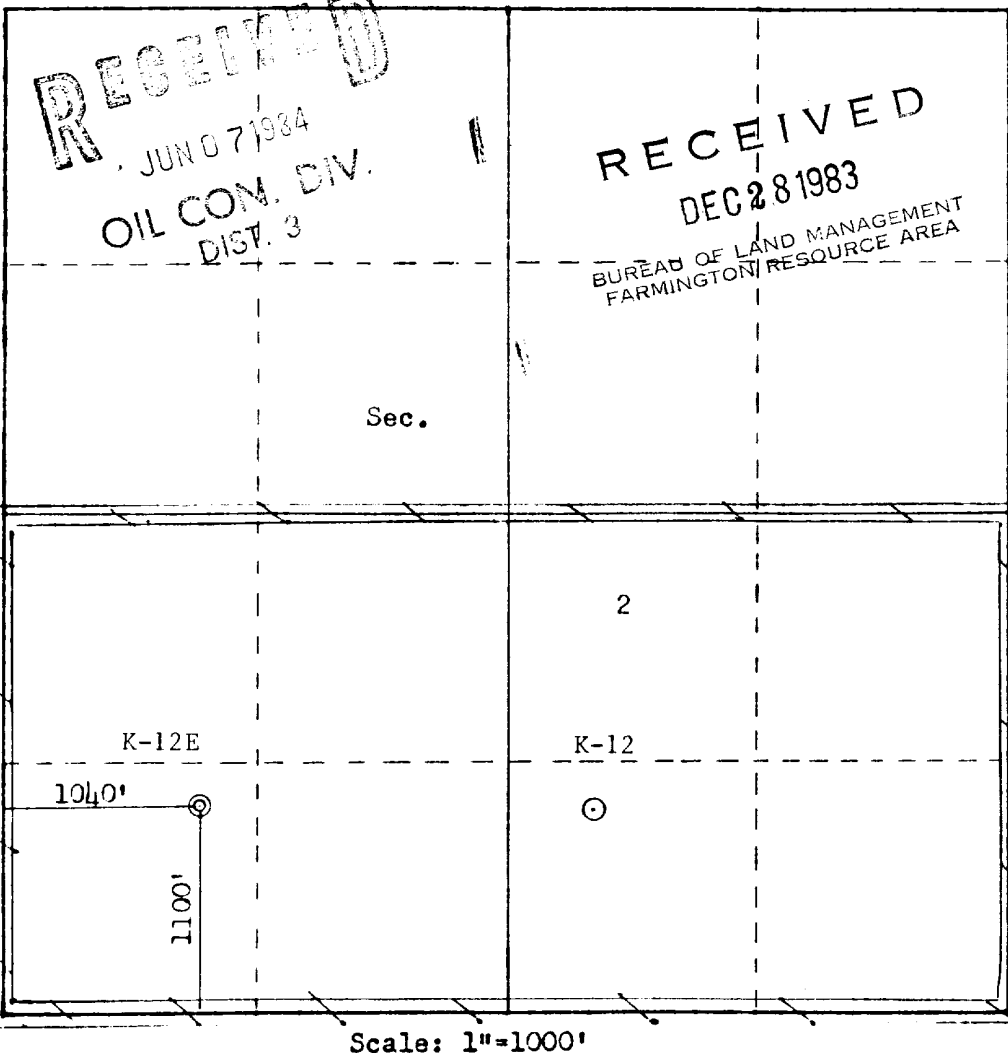 RECEIVED
JUN 07 1984
OIL CON. DIV.
DIST. 3
RECEIVED
DEC 28 1983
BUREAU OF LAND MANAGEMENT
FARMINGTON RESOURCE AREA
Sec.
2
K-12E
K-12
1040'
1100'
Scale: 1"=1000'